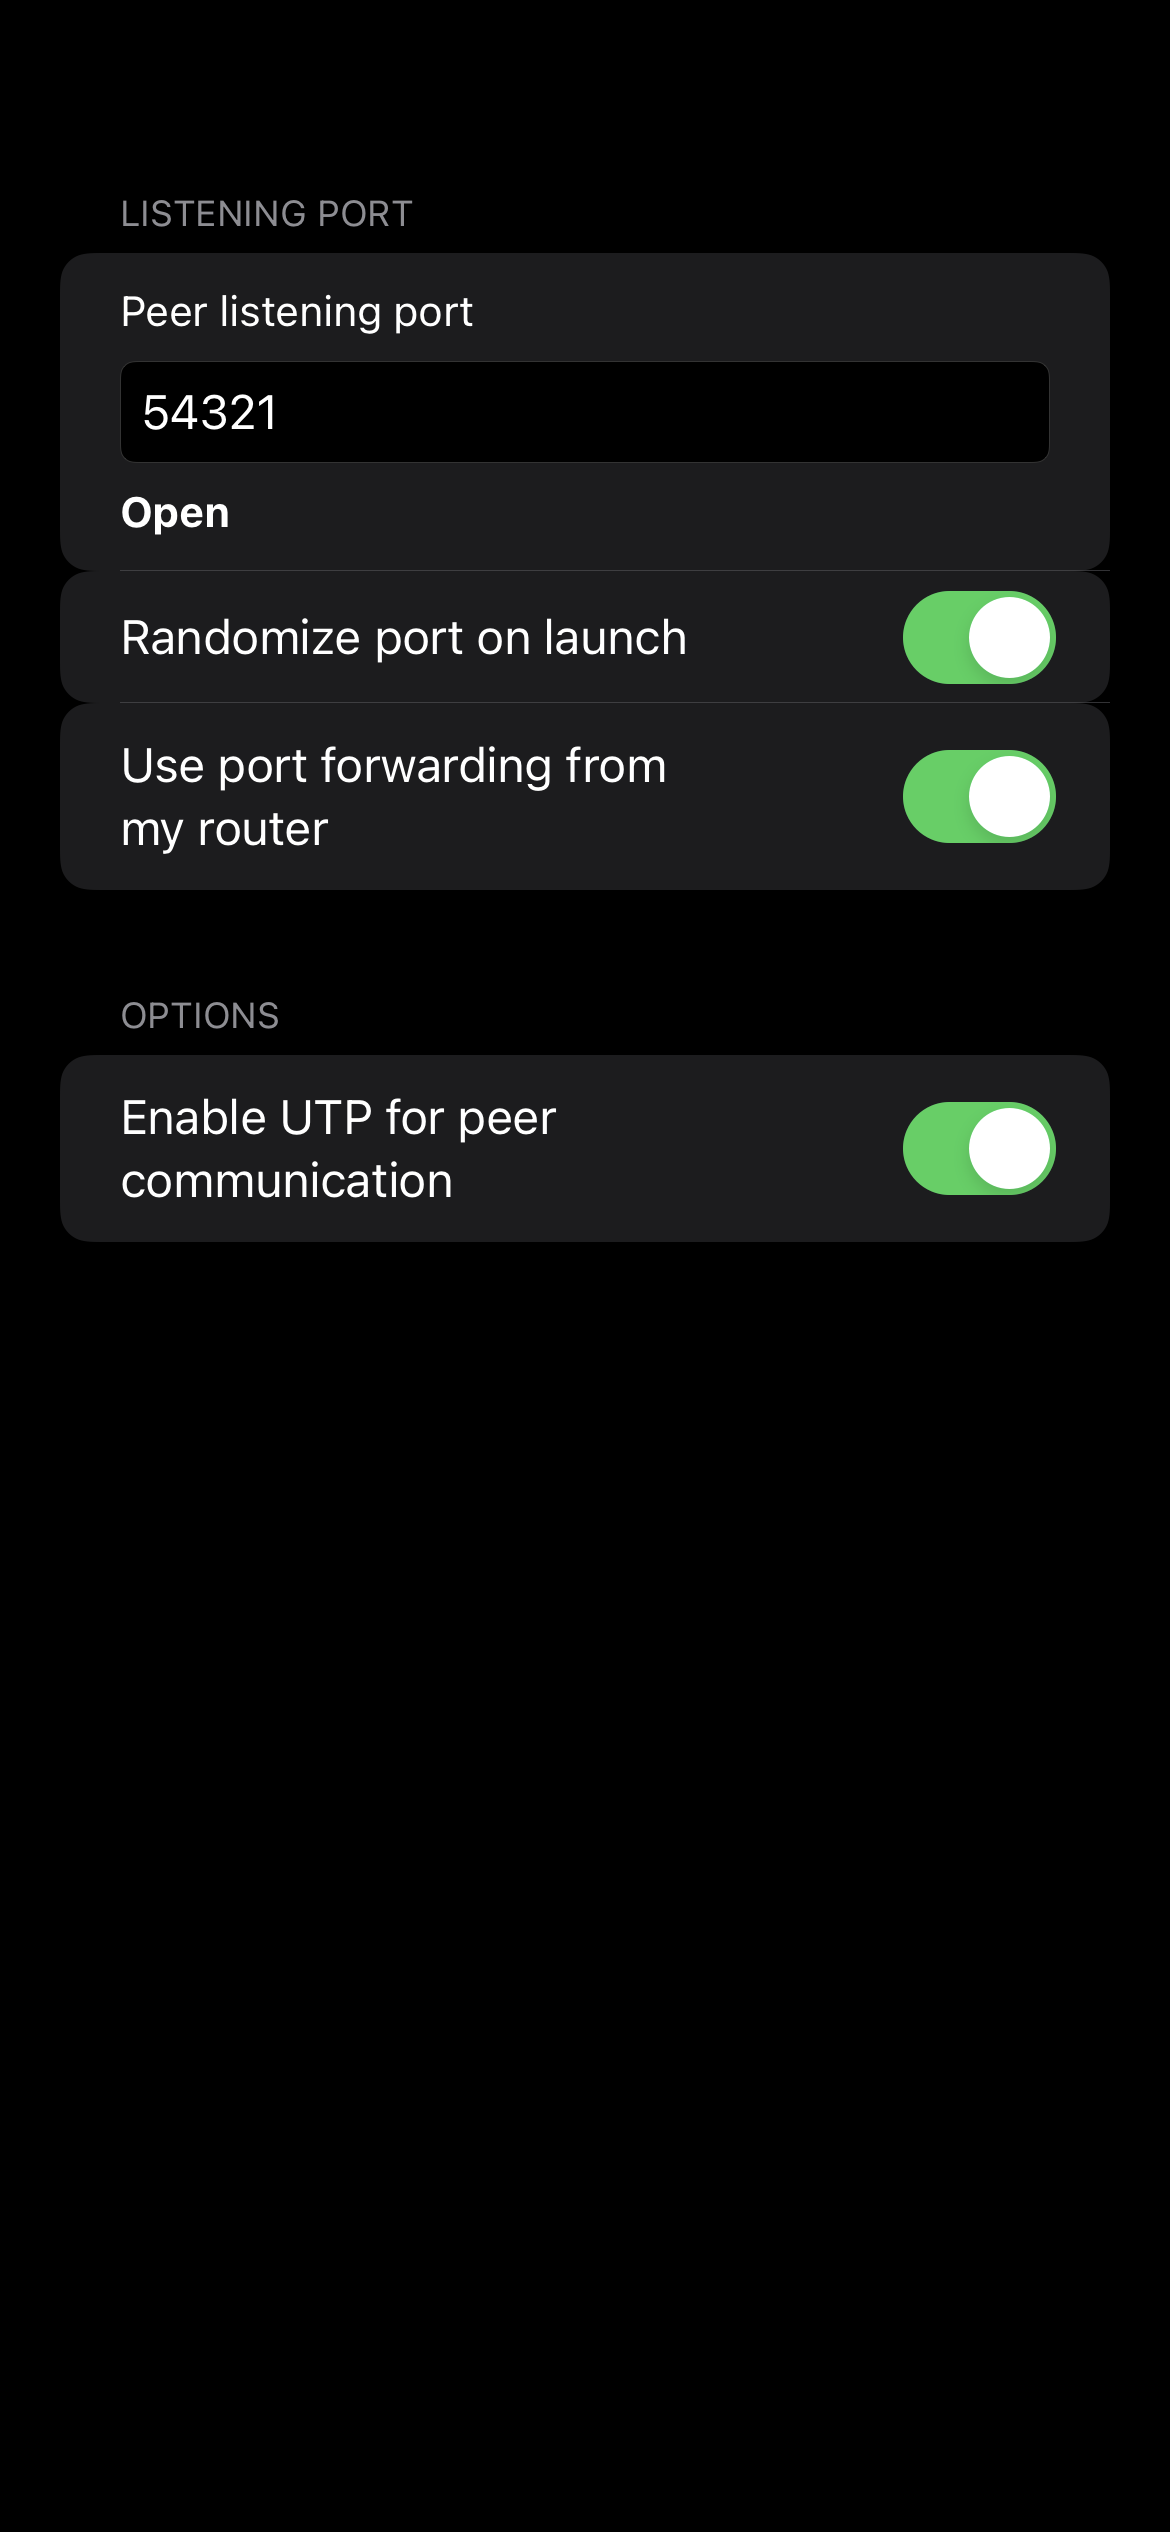 LISTENING PORT
Peer listening port
54321
Open
Randomize port on launch
Use port forwarding from
my router
OPTIONS
Enable UTP for peer
communication